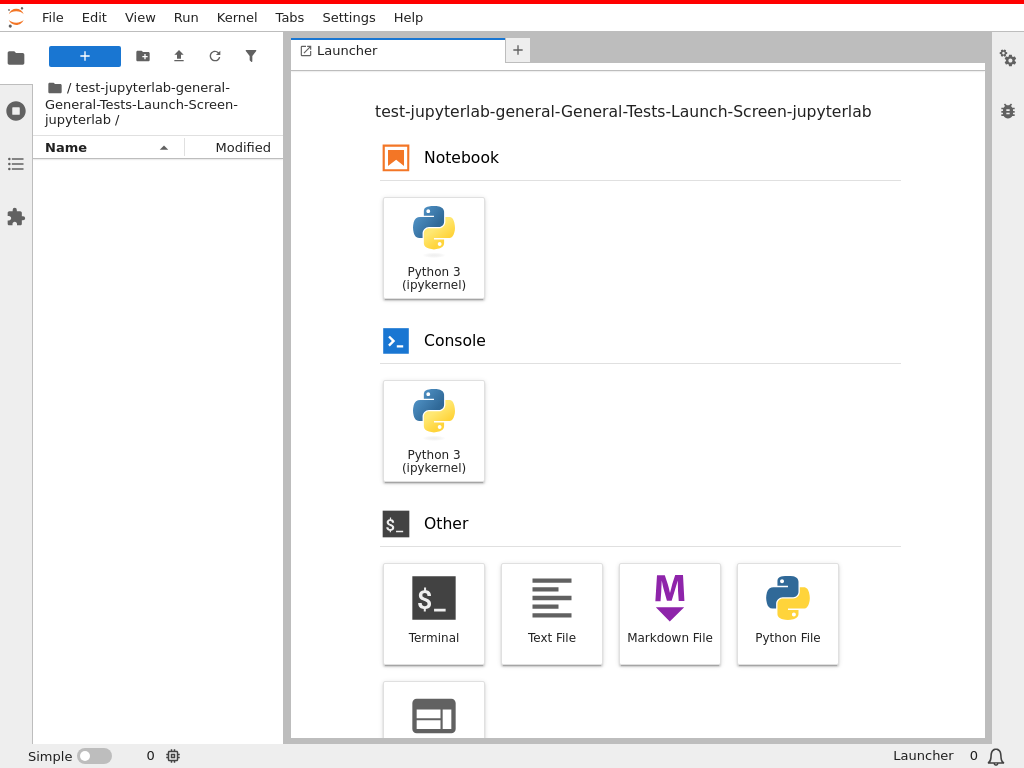 File Edit View Run Kernel Tabs Settings Help
Launcher
/ test-jupyterlab-general-
General-Tests-Launch-Screen-
jupyterlab /
Name Modified
test-jupyterlab-general-General-Tests-Launch-Screen-jupyterlab
Notebook
Python 3
(ipykernel)
Console
Python 3
(ipykernel)
$_ Other
$_
Terminal
Text File
M
Markdown File
Python File
Simple 0 Launcher 0